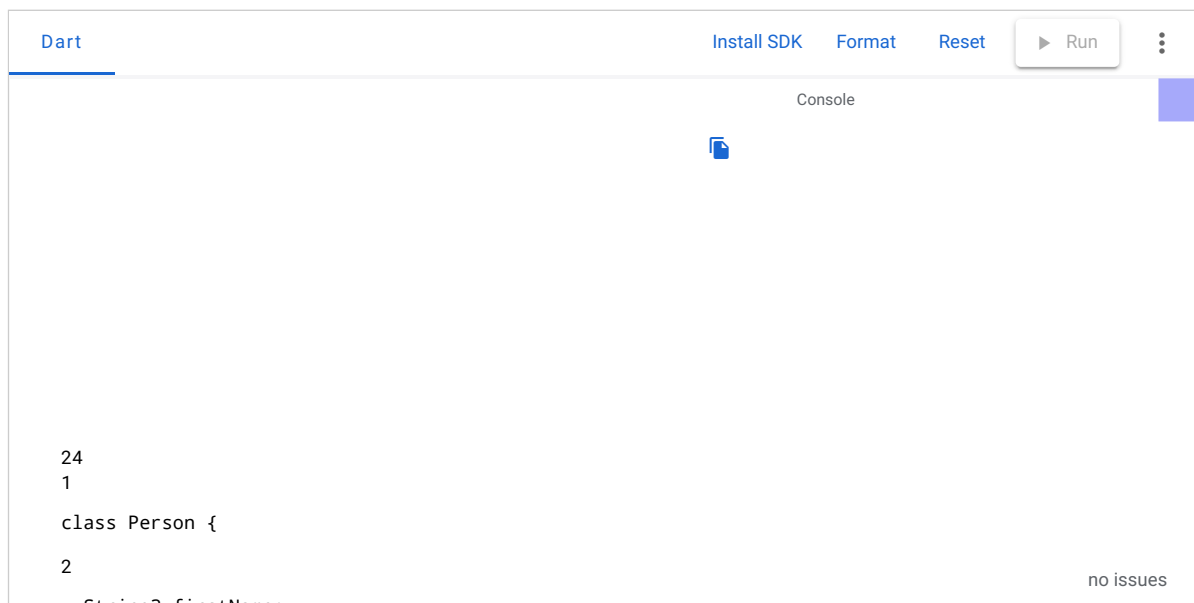 Dart Install SDK Format Reset Run
Console
24
1
class Person {
2
no issues